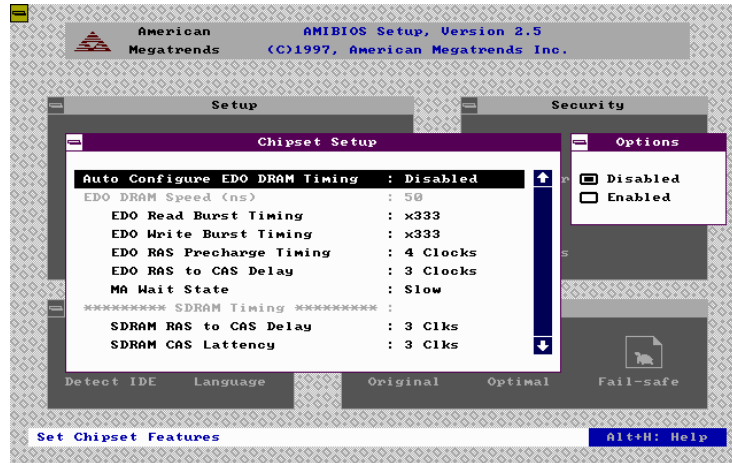 American AMIBIOS Setup, Version 2.5
Megatrends (C)1997, American Megatrends Inc.
Setup
Security
Chipset Setup
Auto Configure EDO DRAM Timing : Disabled
EDO DRAM Speed (ns) : 50
EDO Read Burst Timing : x333
EDO Write Burst Timing : x333
EDO RAS Precharge Timing : 4 Clocks
EDO RAS to CAS Delay : 3 Clocks
MA Wait State : Slow
********* SDRAM Timing ********* :
SDRAM RAS to CAS Delay : 3 Clks
SDRAM CAS Lattency : 3 Clks
Options
Disabled
Enabled
Detect IDE Language Original Optimal Fail-safe
Set Chipset Features Alt+H: Help